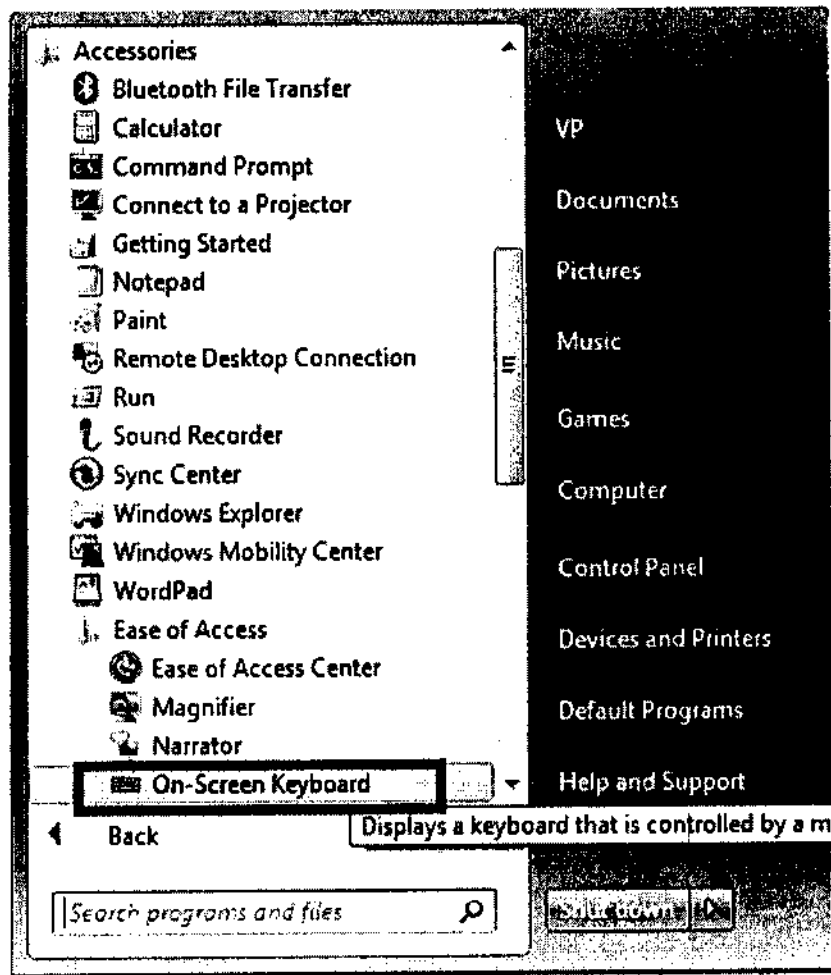 Accessories
Bluetooth File Transfer
Calculator
Command Prompt
Connect to a Projector
Getting Started
Notepad
Paint
Remote Desktop Connection
Run
Sound Recorder
Sync Center
Windows Explorer
Windows Mobility Center
WordPad
Ease of Access
Ease of Access Center
Magnifier
Narrator
On-Screen Keyboard
Back
Search programs and files
VP
Documents
Pictures
Music
Games
Computer
Control Panel
Devices and Printers
Default Programs
Help and Support
Displays a keyboard that is controlled by a m
Shut down